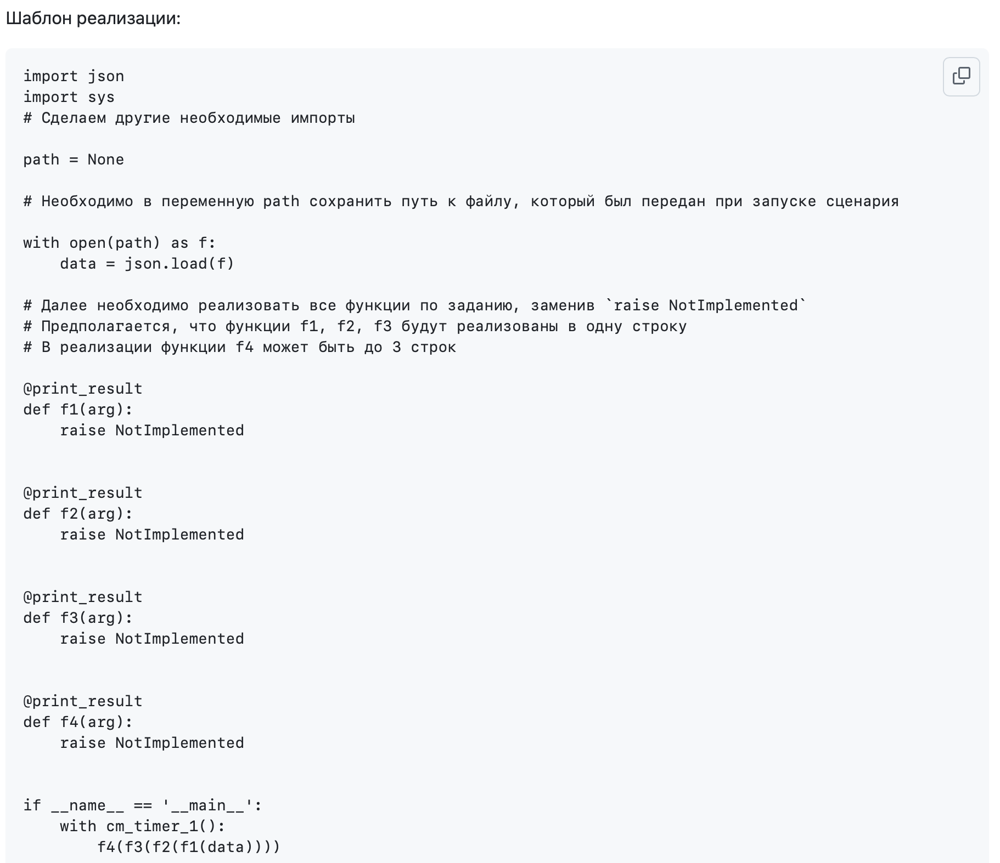 Шаблон реализации:
import json
import sys
# Сделаем другие необходимые импорты
path = None
# Необходимо в переменную path сохранить путь к файлу, который был передан при запуске сценария
with open(path) as f:
    data = json.load(f)
# Далее необходимо реализовать все функции по заданию, заменив `raise NotImplemented`
# Предполагается, что функции f1, f2, f3 будут реализованы в одну строку
# В реализации функции f4 может быть до 3 строк
@print_result
def f1(arg):
    raise NotImplemented
@print_result
def f2(arg):
    raise NotImplemented
@print_result
def f3(arg):
    raise NotImplemented
@print_result
def f4(arg):
    raise NotImplemented
if __name__ == '__main__':
    with cm_timer_1():
        f4(f3(f2(f1(data))))